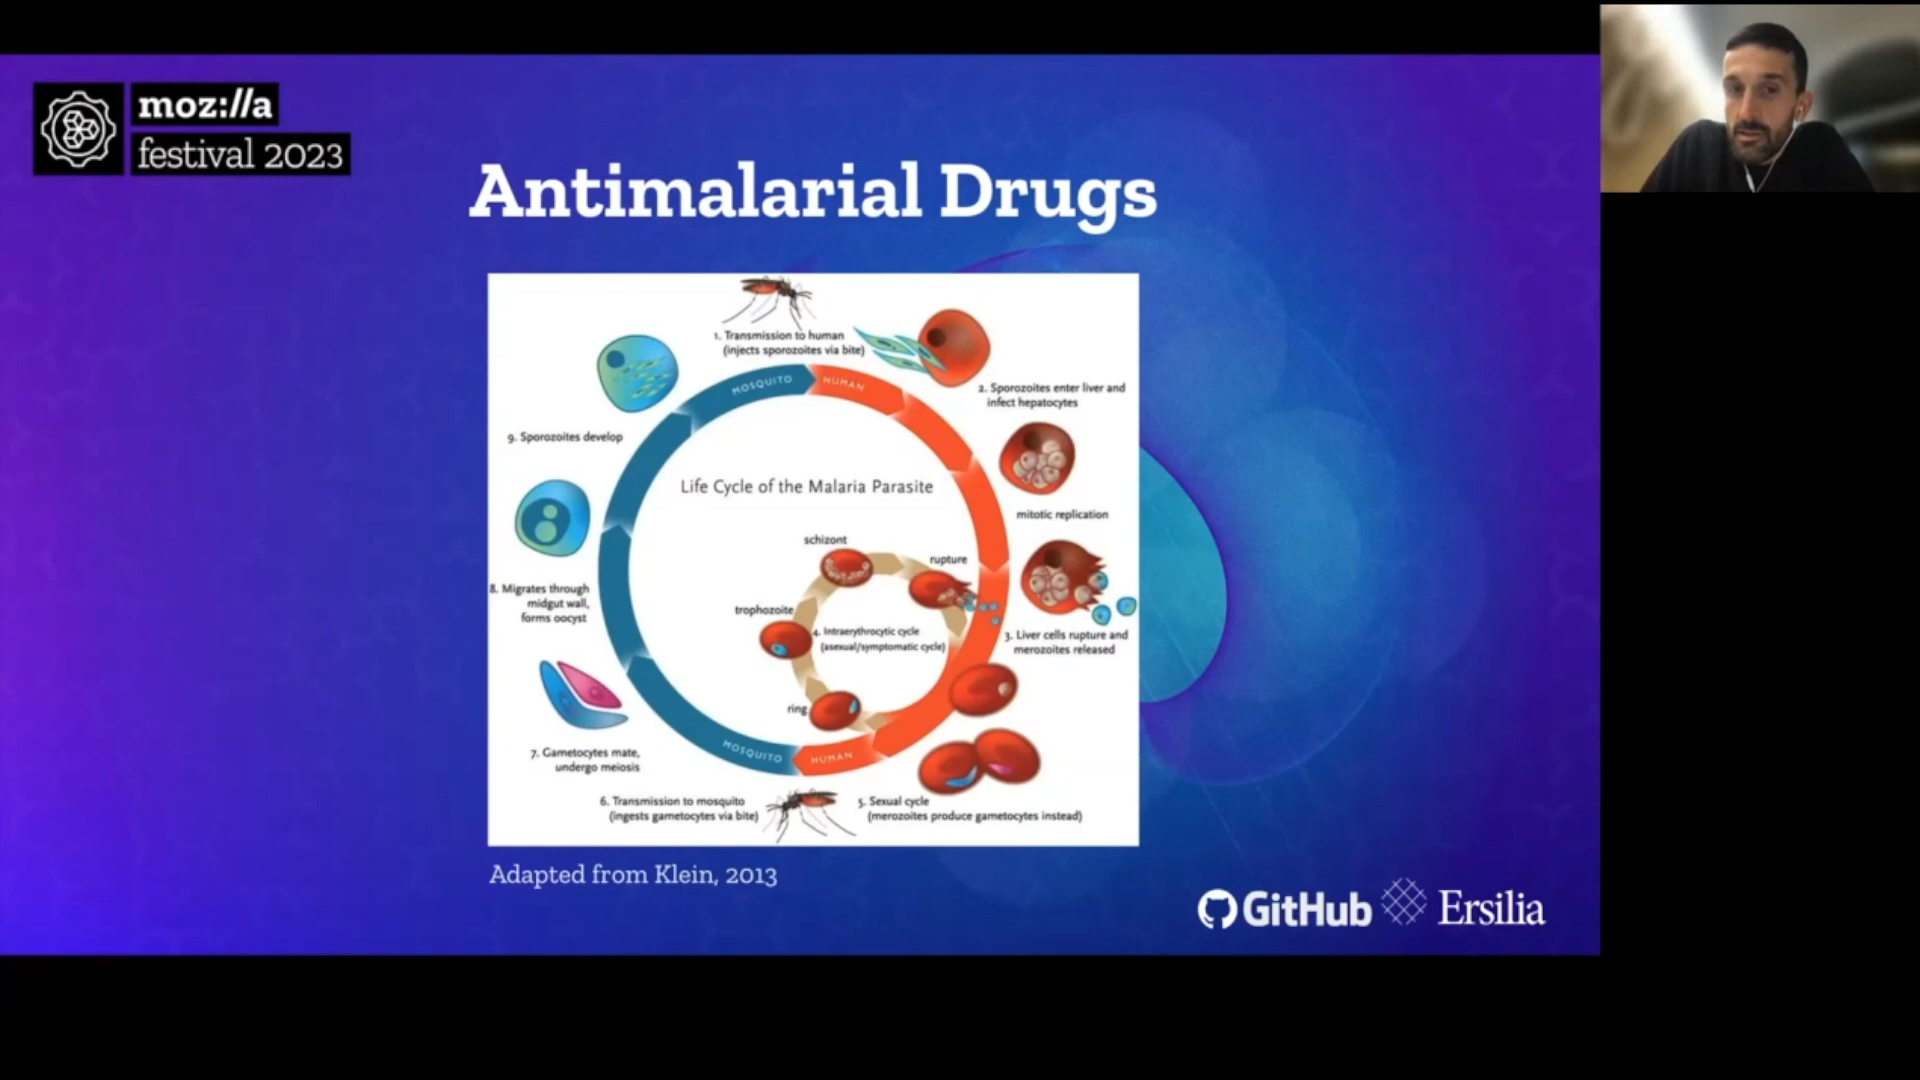 moz://a
festival 2023
Antimalarial Drugs
1. Transmission to human
(injects sporozoites via bite)
MOSQUITO
HUMAN
2. Sporozoites enter liver and
infect hepatocytes
9. Sporozoites develop
Life Cycle of the Malaria Parasite
mitotic replication
schizont
rupture
8. Migrates through
midgut wall,
forms oocyst
trophozoite
4. Intraerythrocytic cycle
(asexual/symptomatic cycle)
3. Liver cells rupture and
merozoites released
ring
7. Gametocytes mate,
undergo meiosis
MOSQUITO
HUMAN
6. Transmission to mosquito
(ingests gametocytes via bite)
5. Sexual cycle
(merozoites produce gametocytes instead)
Adapted from Klein, 2013
GitHub
Ersilia